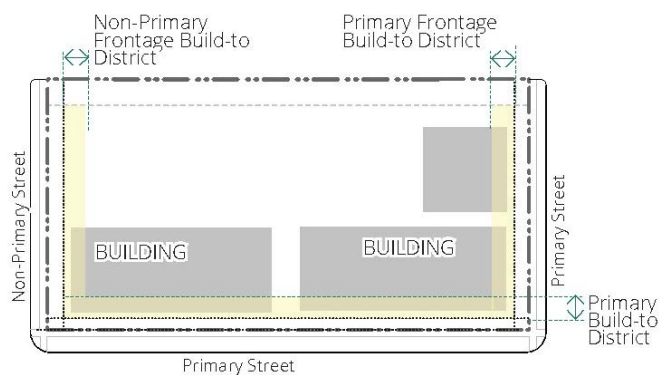 Non-Primary
Frontage Build-to
District
Primary Frontage
Build-to District
Non-Primary Street
BUILDING
BUILDING
Primary Street
Primary
Build-to
District
Primary Street